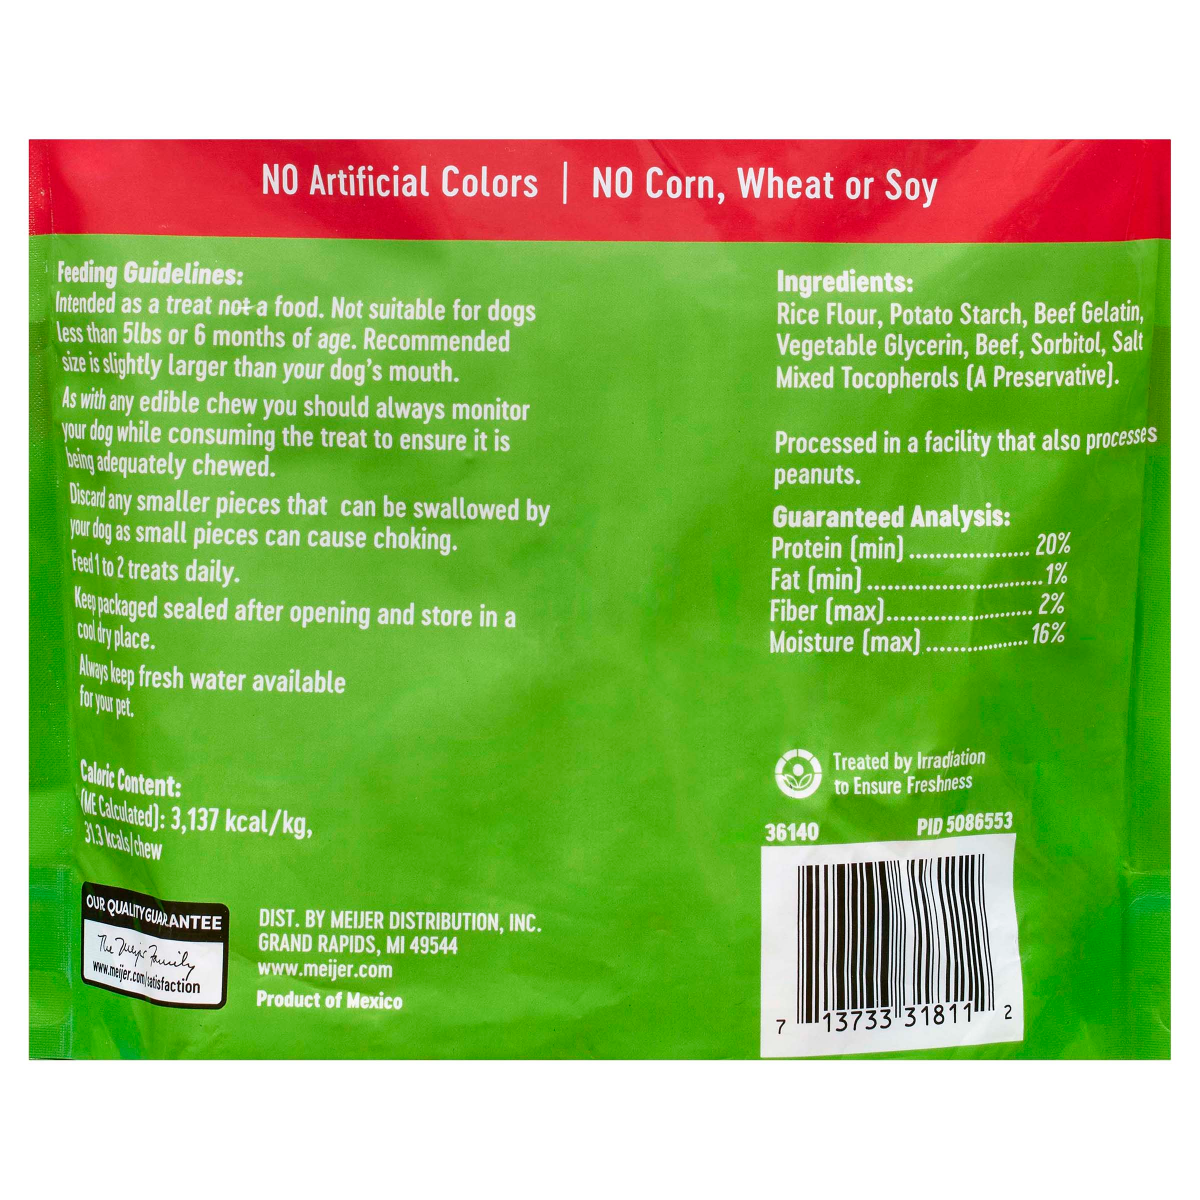 NO Artificial Colors | NO Corn, Wheat or Soy
Feeding Guidelines:
Intended as a treat not a food. Not suitable for dogs
less than 5lbs or 6 months of age. Recommended
size is slightly larger than your dog's mouth.
As with any edible chew you should always monitor
your dog while consuming the treat to ensure it is
being adequately chewed.
Discard any smaller pieces that can be swallowed by
your dog as small pieces can cause choking.
Feed 1 to 2 treats daily.
Keep packaged sealed after opening and store in a
cool dry place.
Always keep fresh water available
for your pet.
Caloric Content:
(ME Calculated): 3,137 kcal/kg,
31.3 kcals/chew
OUR QUALITY GUARANTEE
The Meijer Family
www.meijer.com/satisfaction
DIST. BY MEIJER DISTRIBUTION, INC.
GRAND RAPIDS, MI 49544
www.meijer.com
Product of Mexico
Ingredients:
Rice Flour, Potato Starch, Beef Gelatin,
Vegetable Glycerin, Beef, Sorbitol, Salt
Mixed Tocopherols (A Preservative).
Processed in a facility that also processes
peanuts.
Guaranteed Analysis:
Protein (min) .................... 20%
Fat (min) .............................. 1%
Fiber (max)......................... 2%
Moisture (max) .................. 16%
Treated by Irradiation
to Ensure Freshness
36140 PID 5086553
7 13733 31811 2